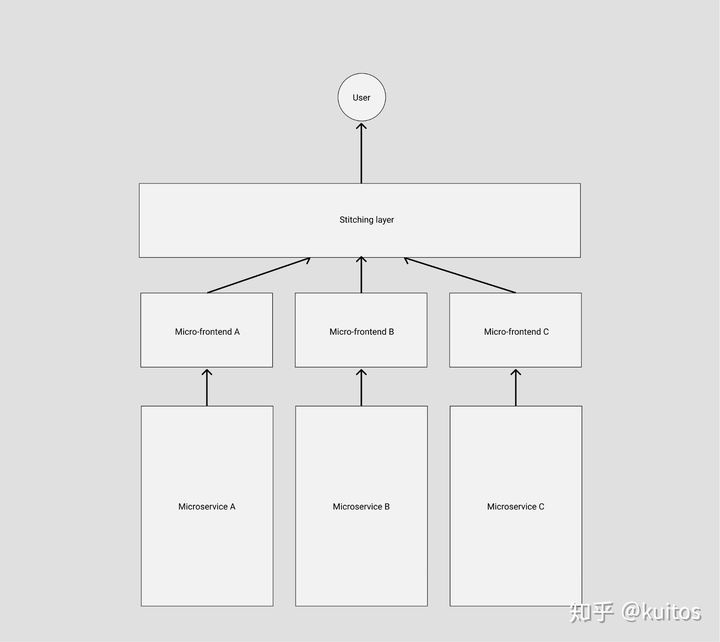 User
Stitching layer
Micro-frontend A
Micro-frontend B
Micro-frontend C
Microservice A
Microservice B
Microservice C
知乎 @kuitos